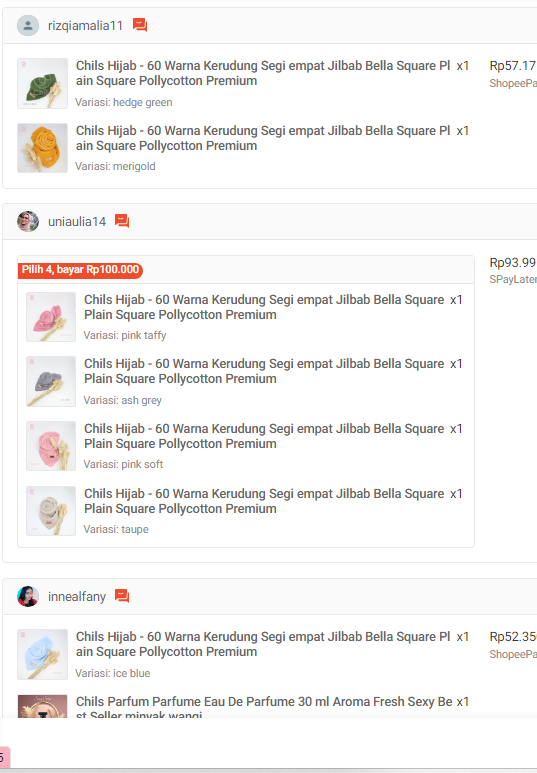 rizqiamalia11
Chils Hijab - 60 Warna Kerudung Segi empat Jilbab Bella Square Pl x1 Rp57.17
ain Square Pollycotton Premium ShopeePa
Variasi: hedge green
Chils Hijab - 60 Warna Kerudung Segi empat Jilbab Bella Square Pl x1
ain Square Pollycotton Premium
Variasi: merigold
uniaulia14
Pilih 4, bayar Rp100.000 Rp93.99
SPayLater
Chils Hijab - 60 Warna Kerudung Segi empat Jilbab Bella Square x1
Plain Square Pollycotton Premium
Variasi: pink taffy
Chils Hijab - 60 Warna Kerudung Segi empat Jilbab Bella Square x1
Plain Square Pollycotton Premium
Variasi: ash grey
Chils Hijab - 60 Warna Kerudung Segi empat Jilbab Bella Square x1
Plain Square Pollycotton Premium
Variasi: pink soft
Chils Hijab - 60 Warna Kerudung Segi empat Jilbab Bella Square x1
Plain Square Pollycotton Premium
Variasi: taupe
innealfany
Chils Hijab - 60 Warna Kerudung Segi empat Jilbab Bella Square Pl x1 Rp52.35
ain Square Pollycotton Premium ShopeePa
Variasi: ice blue
Chils Parfum Parfume Eau De Parfume 30 ml Aroma Fresh Sexy Be x1
st Seller minyak wangi